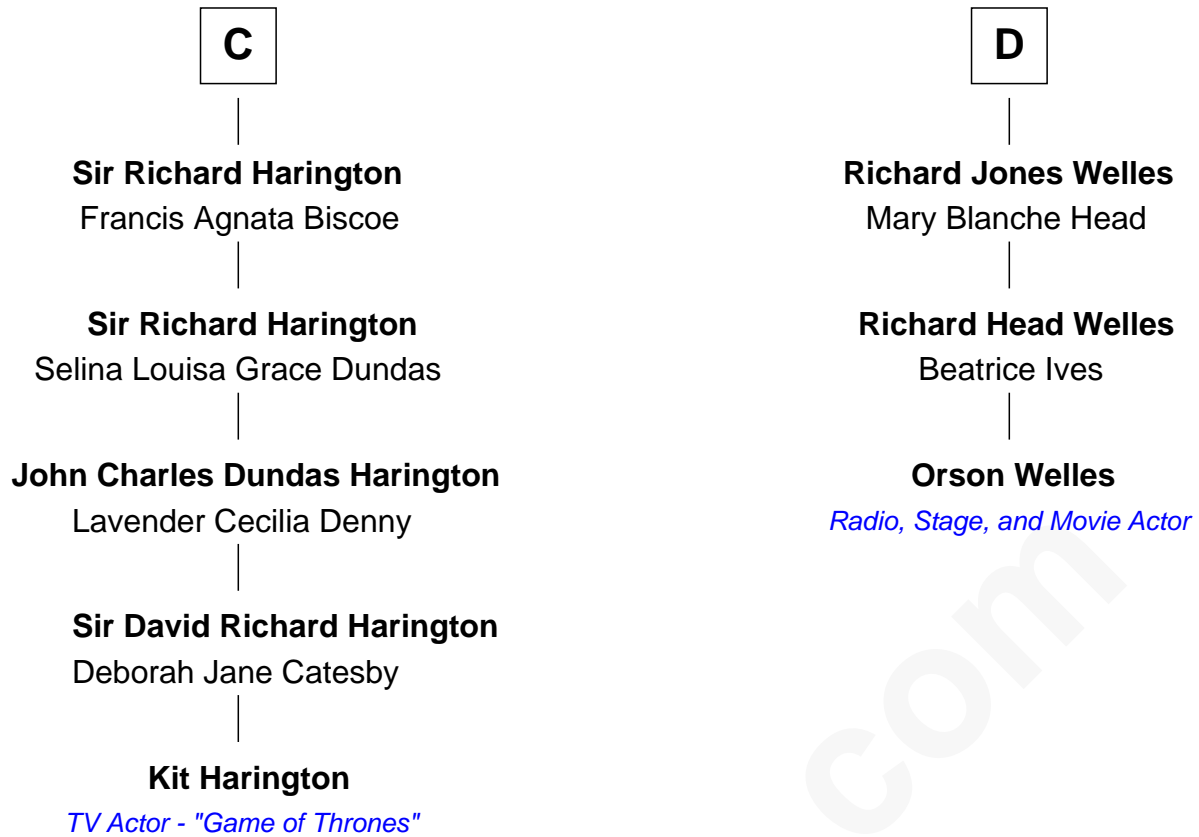 C
Sir Richard Harington
Francis Agnata Biscoe
Sir Richard Harington
Selina Louisa Grace Dundas
John Charles Dundas Harington
Lavender Cecilia Denny
Sir David Richard Harington
Deborah Jane Catesby
Kit Harington
TV Actor - "Game of Thrones"
D
Richard Jones Welles
Mary Blanche Head
Richard Head Welles
Beatrice Ives
Orson Welles
Radio, Stage, and Movie Actor
com